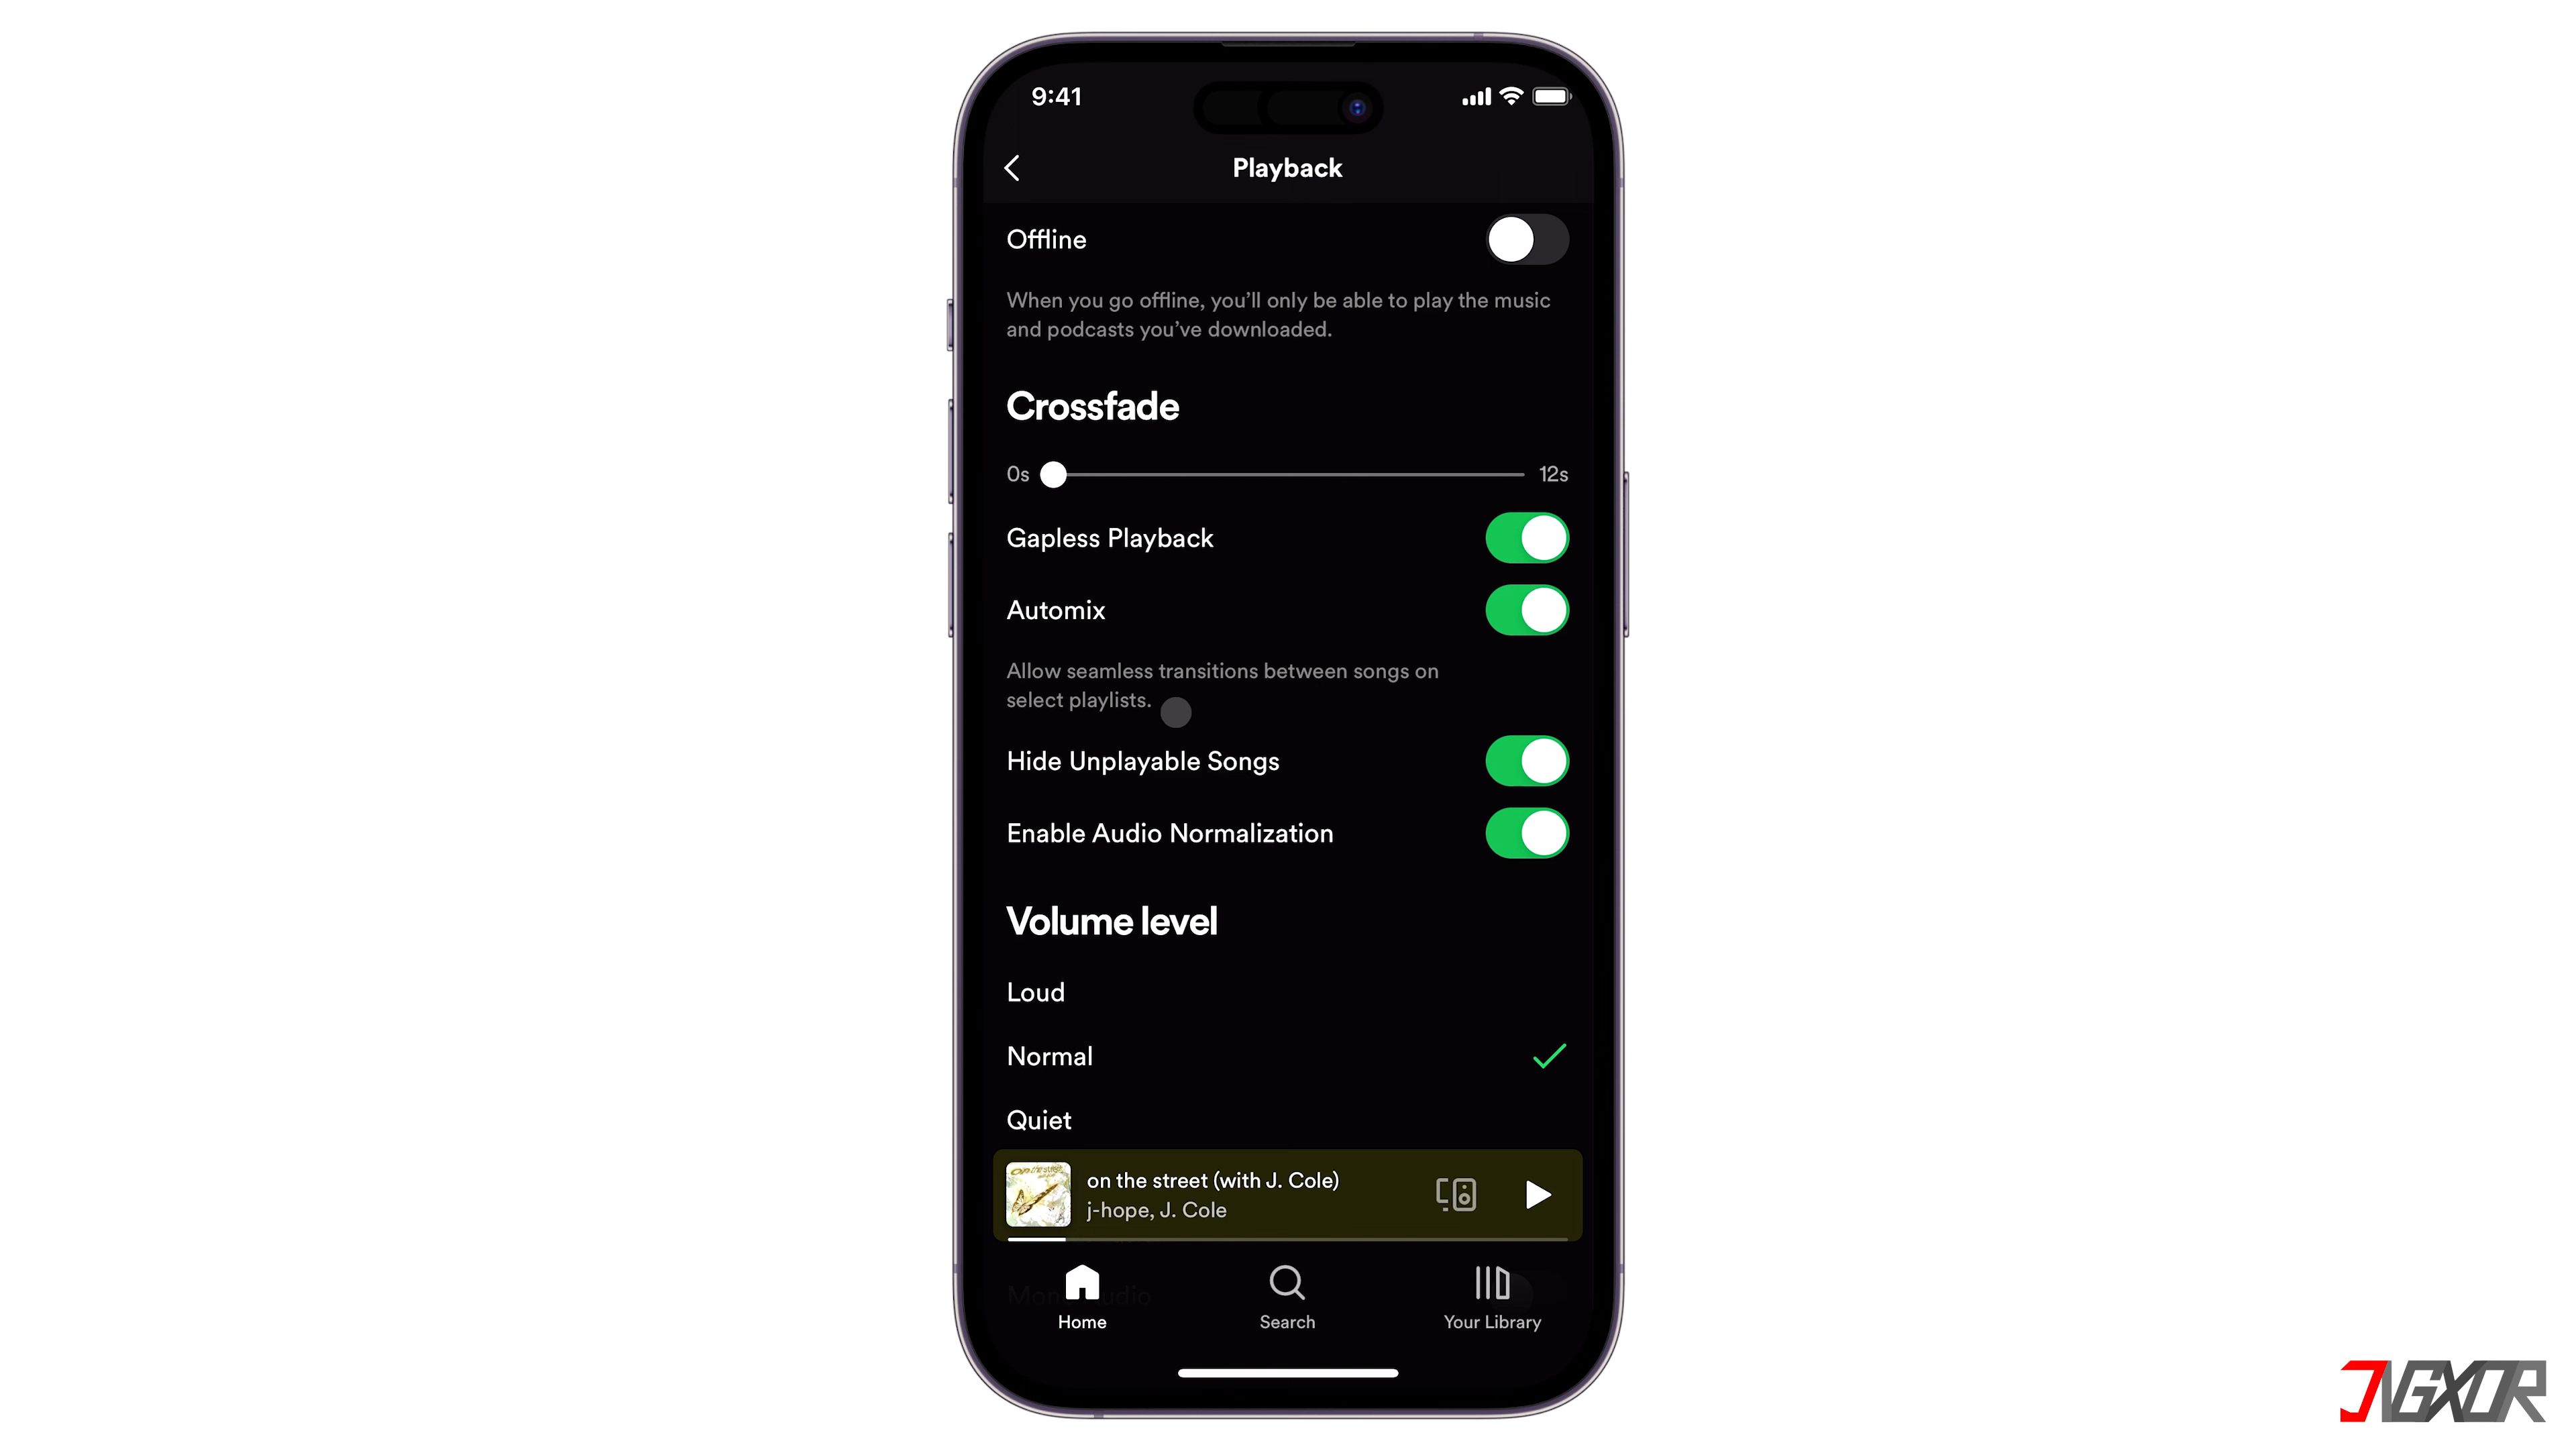 9:41
Playback
Offline
When you go offline, you'll only be able to play the music
and podcasts you've downloaded.
Crossfade
0s 12s
Gapless Playback
Automix
Allow seamless transitions between songs on
select playlists.
Hide Unplayable Songs
Enable Audio Normalization
Volume level
Loud
Normal
Quiet
on the street (with J. Cole)
j-hope, J. Cole
Mono Audio
Home Search Your Library
JNGXOR